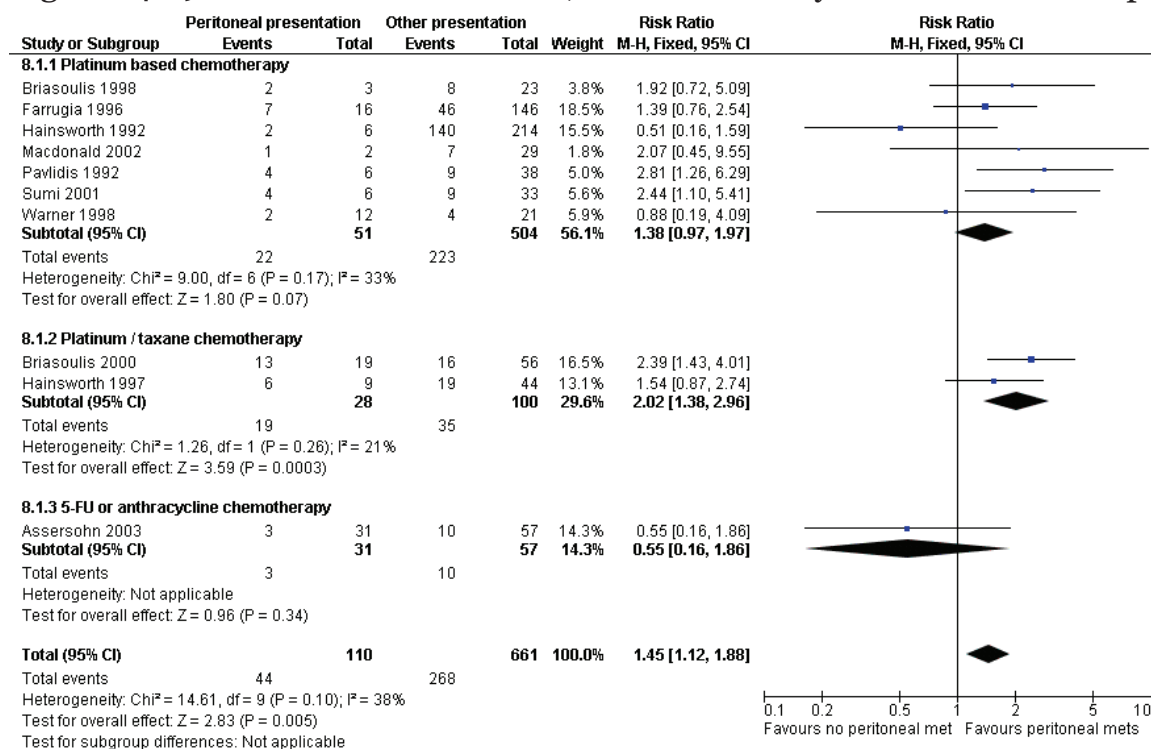 Peritoneal presentation Other presentation Risk Ratio Risk Ratio
Study or Subgroup Events Total Events Total Weight M-H, Fixed, 95% CI M-H, Fixed, 95% CI
8.1.1 Platinum based chemotherapy
Briasoulis 1998 2 3 8 23 3.8% 1.92 [0.72, 5.09]
Farrugia 1996 7 16 46 146 18.5% 1.39 [0.76, 2.54]
Hainsworth 1992 2 6 140 214 15.5% 0.51 [0.16, 1.59]
Macdonald 2002 1 2 7 29 1.8% 2.07 [0.45, 9.55]
Pavlidis 1992 4 6 9 38 5.0% 2.81 [1.26, 6.29]
Sumi 2001 4 6 9 33 5.6% 2.44 [1.10, 5.41]
Warner 1998 2 12 4 21 5.9% 0.88 [0.19, 4.09]
Subtotal (95% CI) 51 504 56.1% 1.38 [0.97, 1.97]
Total events 22 223
Heterogeneity: Chi² = 9.00, df = 6 (P = 0.17); I² = 33%
Test for overall effect: Z = 1.80 (P = 0.07)
8.1.2 Platinum / taxane chemotherapy
Briasoulis 2000 13 19 16 56 16.5% 2.39 [1.43, 4.01]
Hainsworth 1997 6 9 19 44 13.1% 1.54 [0.87, 2.74]
Subtotal (95% CI) 28 100 29.6% 2.02 [1.38, 2.96]
Total events 19 35
Heterogeneity: Chi² = 1.26, df = 1 (P = 0.26); I² = 21%
Test for overall effect: Z = 3.59 (P = 0.0003)
8.1.3 5-FU or anthracycline chemotherapy
Assersohn 2003 3 31 10 57 14.3% 0.55 [0.16, 1.86]
Subtotal (95% CI) 31 57 14.3% 0.55 [0.16, 1.86]
Total events 3 10
Heterogeneity: Not applicable
Test for overall effect: Z = 0.96 (P = 0.34)
Total (95% CI) 110 661 100.0% 1.45 [1.12, 1.88]
Total events 44 268
Heterogeneity: Chi² = 14.61, df = 9 (P = 0.10); I² = 38%
Test for overall effect: Z = 2.83 (P = 0.005)
Test for subgroup differences: Not applicable
0.1 0.2 0.5 1 2 5 10
Favours no peritoneal met Favours peritoneal mets